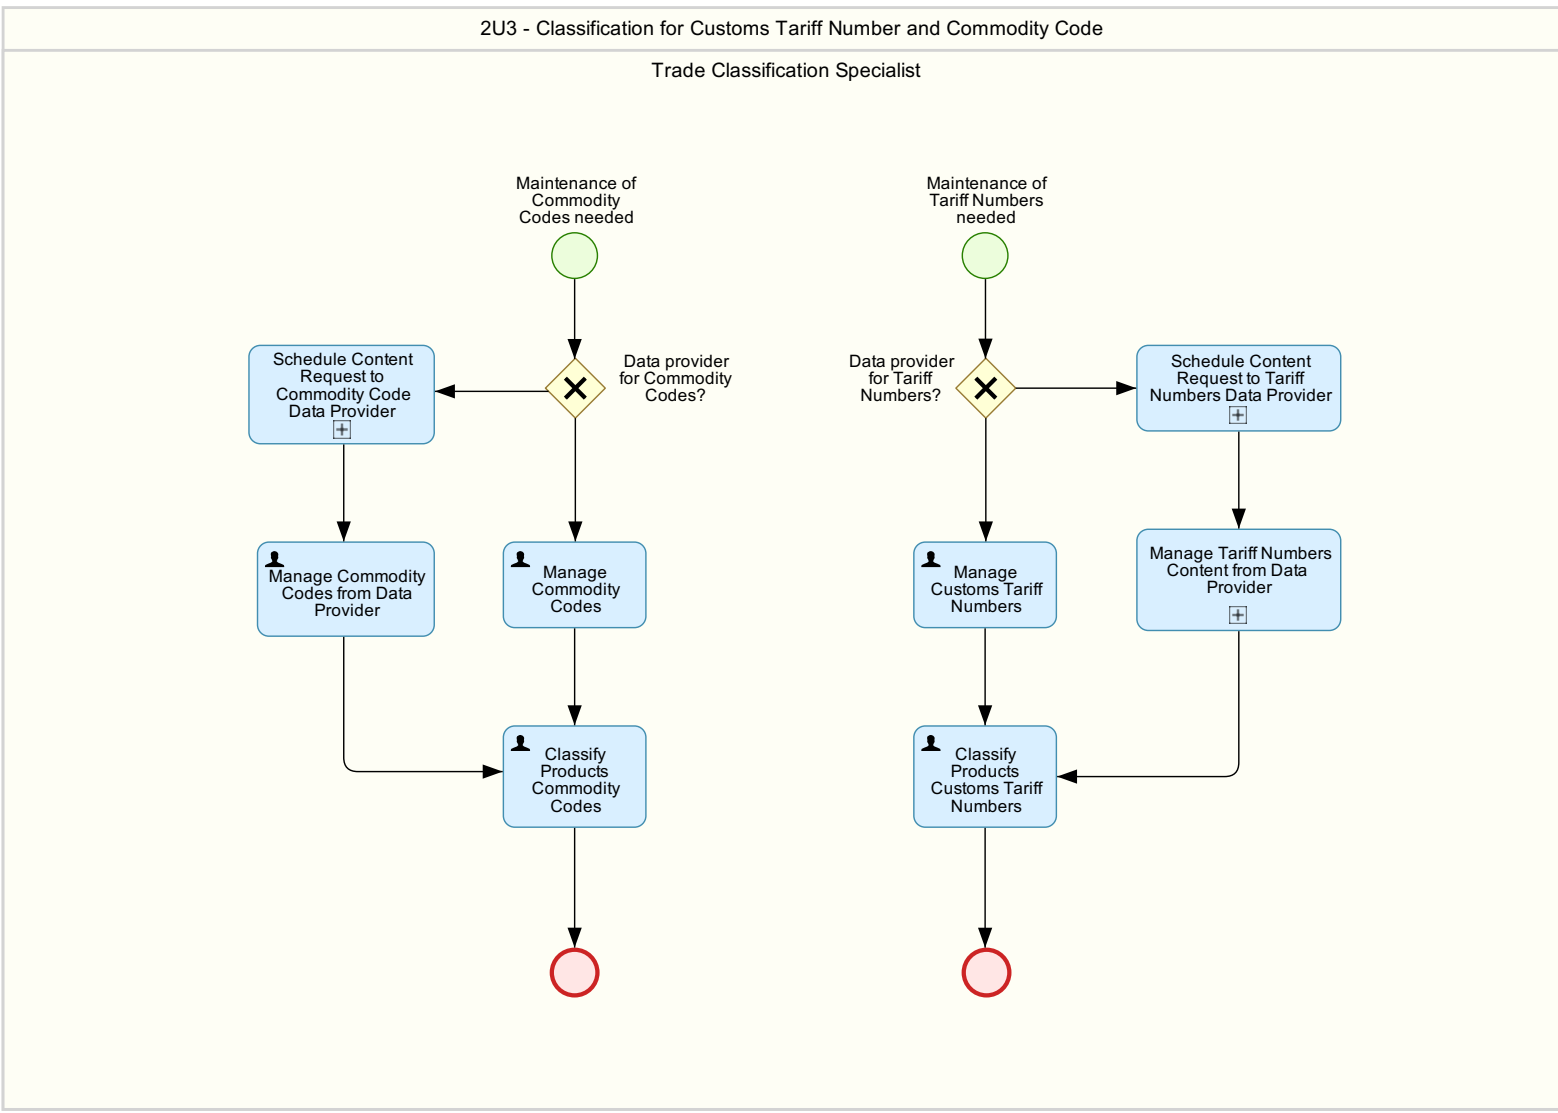 2U3 - Classification for Customs Tariff Number and Commodity Code
Trade Classification Specialist
Maintenance of
Commodity
Codes needed
Maintenance of
Tariff Numbers
needed
Schedule Content
Request to
Commodity Code
Data Provider
Data provider
for Commodity
Codes?
Data provider
for Tariff
Numbers?
Schedule Content
Request to Tariff
Numbers Data Provider
Manage Commodity
Codes from Data
Provider
Manage
Commodity
Codes
Manage
Customs Tariff
Numbers
Manage Tariff Numbers
Content from Data
Provider
Classify
Products
Commodity
Codes
Classify
Products
Customs Tariff
Numbers